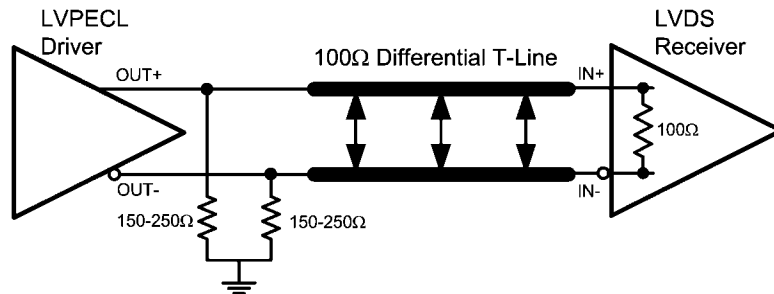 LVPECL
Driver
LVDS
Receiver
100Ω Differential T-Line
OUT+
IN+
100Ω
OUT-
IN-
150-250Ω
150-250Ω